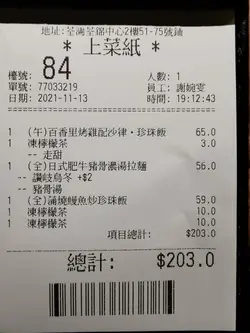 地址:荃灣荃錦中心2樓51-75號舖
* 上菜紙 *
檯號: 84
人數: 1
單號: 77033219
員工: 謝婉雯
日期: 2021-11-13
時間: 19:12:43
1 (午)百香里烤雞配沙律・珍珠飯 65.0
1 凍檸檬茶 3.0
-- 走甜
1 (全)日式肥牛豬骨濃湯拉麵 56.0
-- 讚岐烏冬 +$2
-- 豬骨湯
1 (全)蒲燒鰻魚炒珍珠飯 59.0
1 凍檸檬茶 10.0
1 凍檸檬茶 10.0
項目總計: $203.0
總計: $203.0